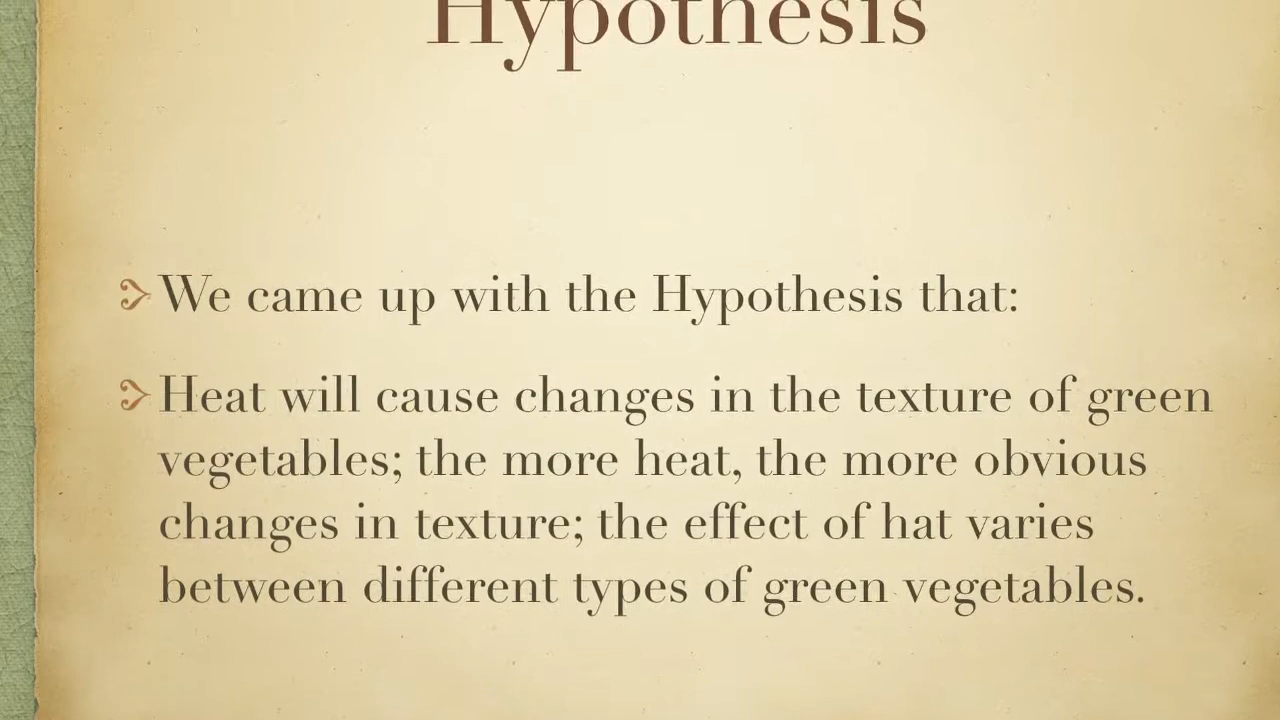 Hypothesis
We came up with the Hypothesis that:
Heat will cause changes in the texture of green
vegetables; the more heat, the more obvious
changes in texture; the effect of hat varies
between different types of green vegetables.